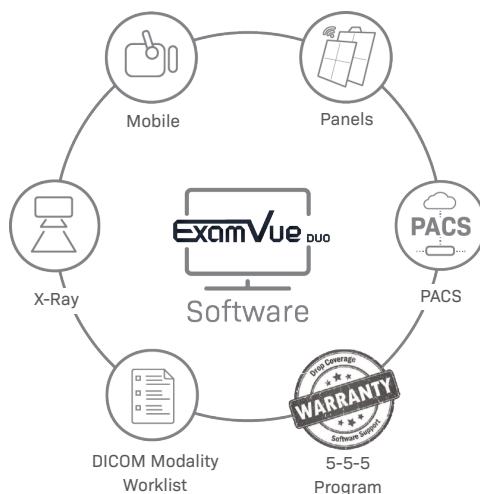 Mobile
Panels
ExamVue DUO
Software
X-Ray
PACS
PACS
DICOM Modality
Worklist
Drop Coverage
WARRANTY
Software Support
5-5-5
Program